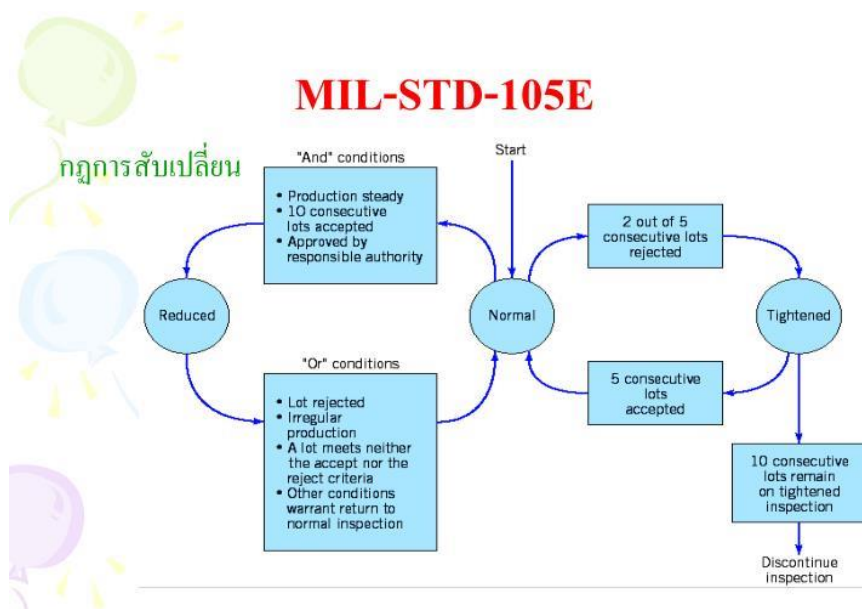 MIL-STD-105E
กฎการสับเปลี่ยน
"And" conditions
• Production steady
• 10 consecutive
lots accepted
• Approved by
responsible authority
Start
2 out of 5
consecutive lots
rejected
Reduced
Normal
Tightened
"Or" conditions
• Lot rejected
• Irregular
production
• A lot meets neither
the accept nor the
reject criteria
• Other conditions
warrant return to
normal inspection
5 consecutive
lots
accepted
10 consecutive
lots remain
on tightened
inspection
Discontinue
inspection